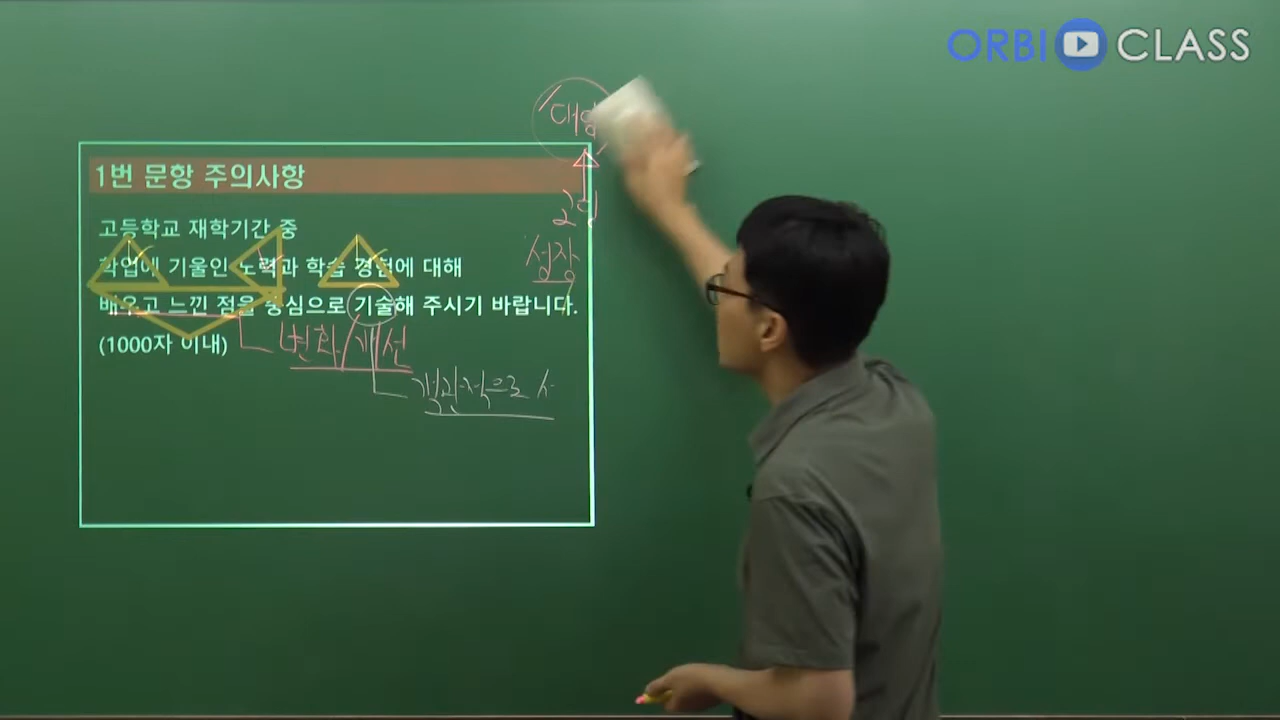 ORBI CLASS
1번 문항 주의사항
고등학교 재학기간 중
학업에 기울인 노력과 학습 경험에 대해
배우고 느낀 점을 중심으로 기술해 주시기 바랍니다.
(1000자 이내)
성장
변화/개선